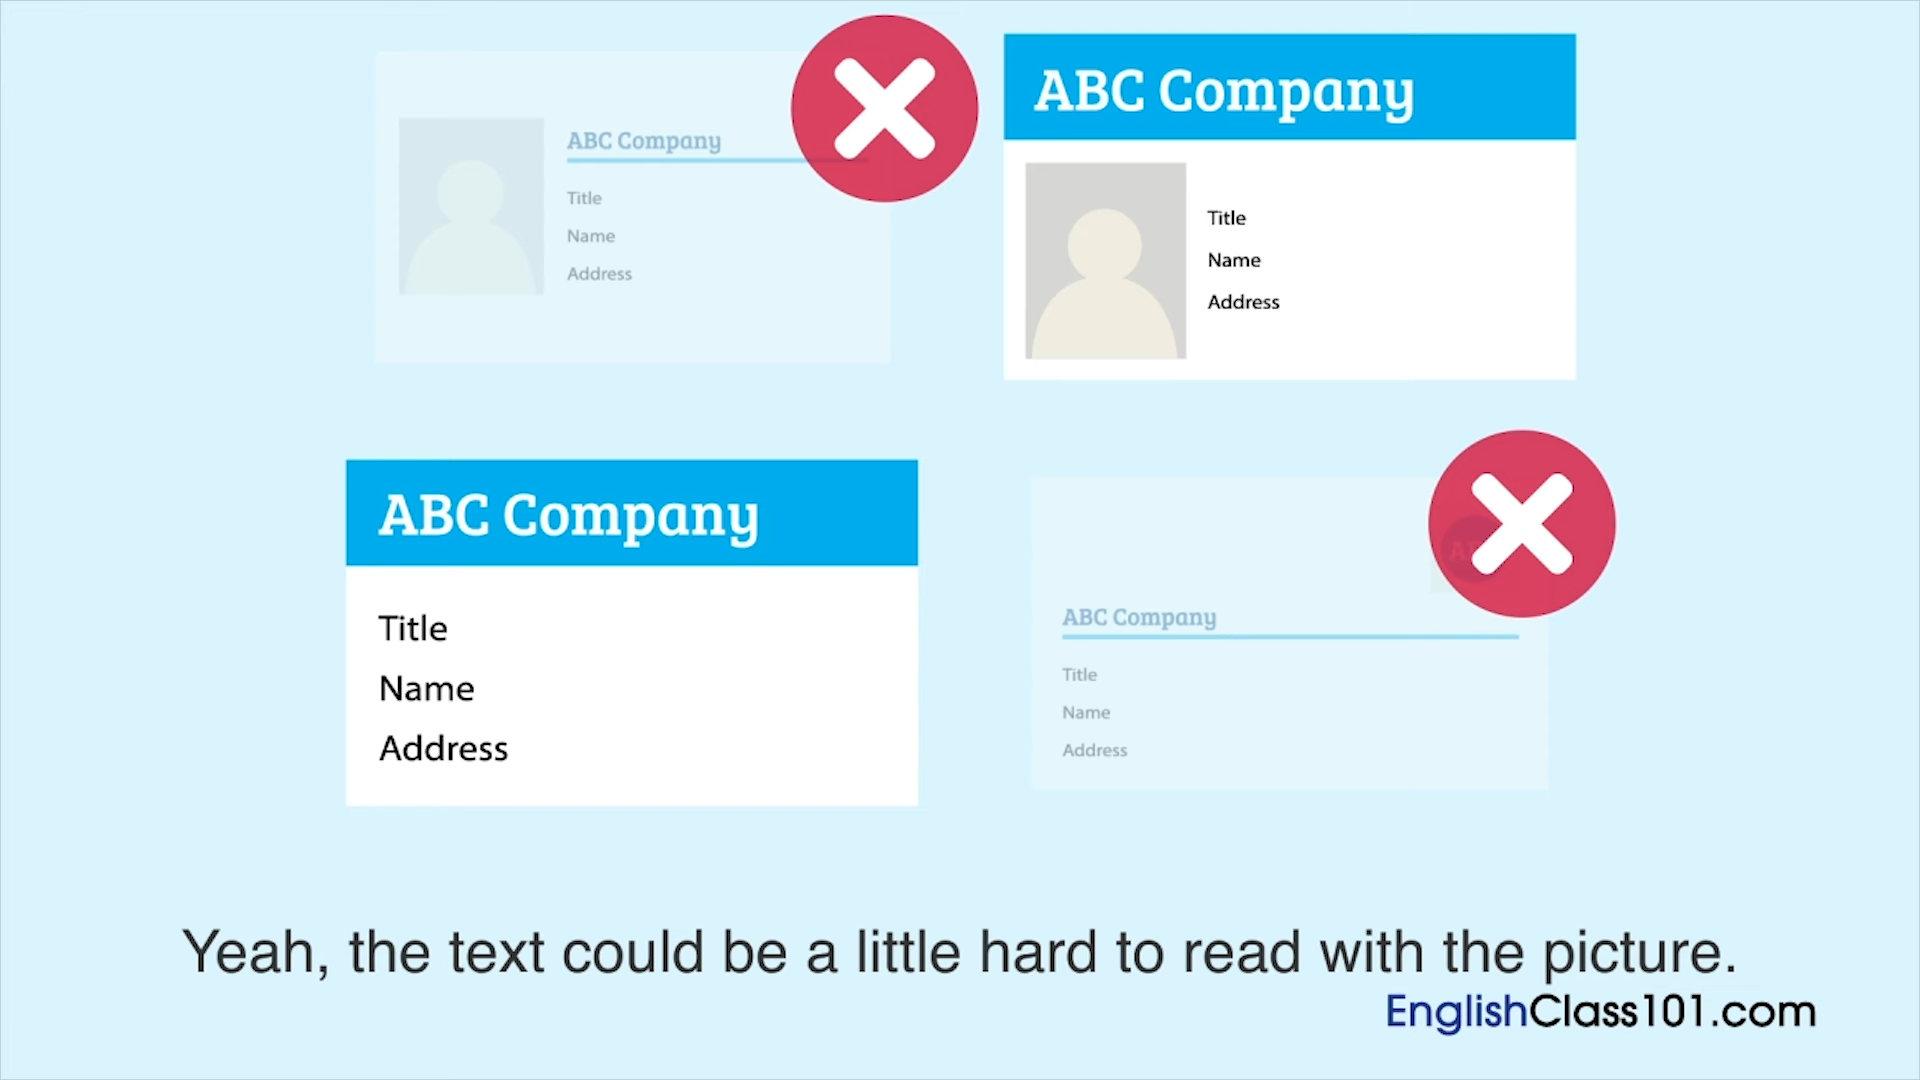 ABC Company
Title
Name
Address
ABC Company
Title
Name
Address
ABC Company
Title
Name
Address
ABC Company
Title
Name
Address
Yeah, the text could be a little hard to read with the picture.
EnglishClass101.com